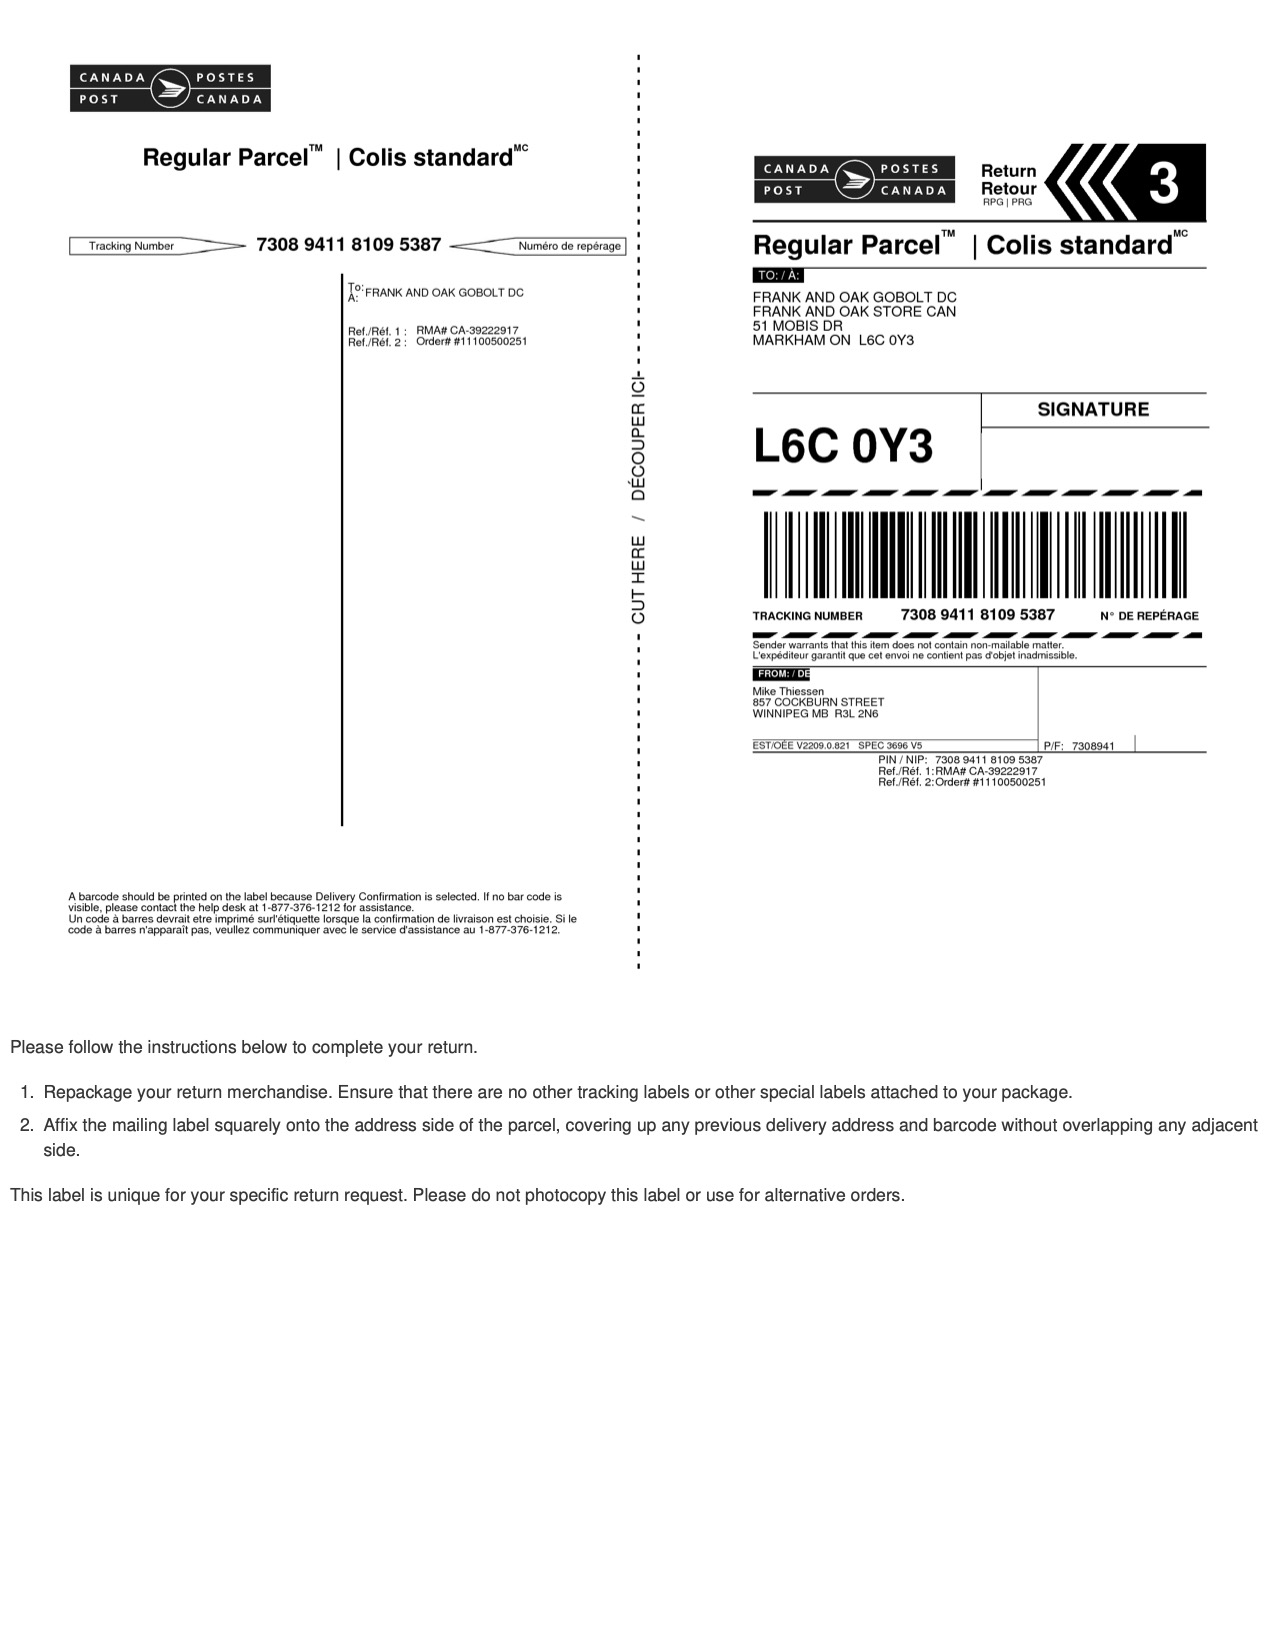 CANADA POSTES
POST CANADA
Regular Parcel™ | Colis standardMC
Tracking Number 7308 9411 8109 5387 Numéro de repérage
To:
À: FRANK AND OAK GOBOLT DC
Ref./Réf. 1 : RMA# CA-39222917
Ref./Réf. 2 : Order# #11100500251
A barcode should be printed on the label because Delivery Confirmation is selected. If no bar code is
visible, please contact the help desk at 1-877-376-1212 for assistance.
Un code à barres devrait etre imprimé surl'étiquette lorsque la confirmation de livraison est choisie. Si le
code à barres n'apparaît pas, veullez communiquer avec le service d'assistance au 1-877-376-1212.
CUT HERE / DÉCOUPER ICI
CANADA POSTES
POST CANADA
Return
Retour
RPG | PRG
3
Regular Parcel™ | Colis standardMC
TO: / À:
FRANK AND OAK GOBOLT DC
FRANK AND OAK STORE CAN
51 MOBIS DR
MARKHAM ON L6C 0Y3
L6C 0Y3
SIGNATURE
TRACKING NUMBER 7308 9411 8109 5387 N° DE REPÉRAGE
Sender warrants that this item does not contain non-mailable matter.
L'expéditeur garantit que cet envoi ne contient pas d'objet inadmissible.
FROM: / DE
Mike Thiessen
857 COCKBURN STREET
WINNIPEG MB R3L 2N6
EST/OÉE V2209.0.821 SPEC 3696 V5
P/F: 7308941
PIN / NIP: 7308 9411 8109 5387
Ref./Réf. 1:RMA# CA-39222917
Ref./Réf. 2:Order# #11100500251
Please follow the instructions below to complete your return.
1. Repackage your return merchandise. Ensure that there are no other tracking labels or other special labels attached to your package.
2. Affix the mailing label squarely onto the address side of the parcel, covering up any previous delivery address and barcode without overlapping any adjacent
side.
This label is unique for your specific return request. Please do not photocopy this label or use for alternative orders.